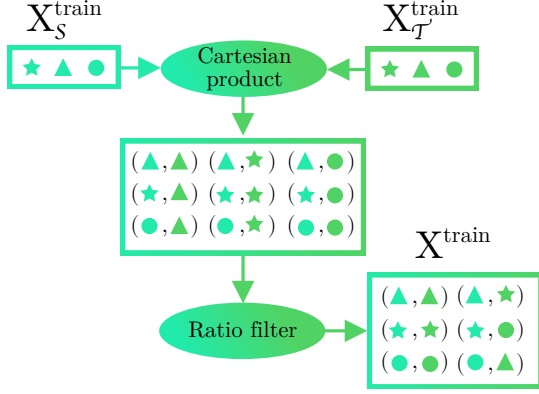 X_S^train
X_T^train
Cartesian
product
(▲,▲) (▲,★) (▲,●)
(★,▲) (★,★) (★,●)
(●,▲) (●,★) (●,●)
X^train
Ratio filter
(▲,▲) (▲,★)
(★,★) (★,●)
(●,●) (●,▲)